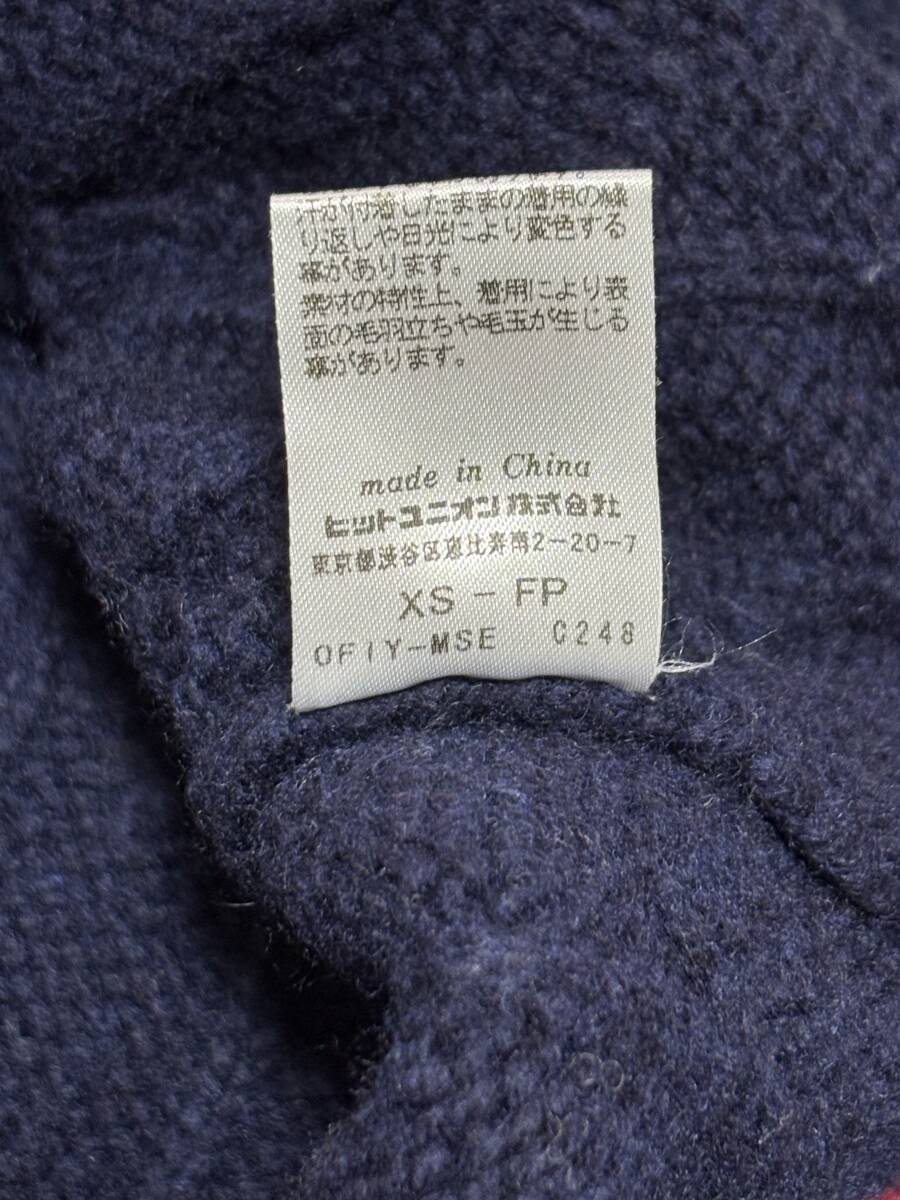 汗が付着したままの着用の繰
り返しや日光により変色する
事があります。
素材の特性上、着用により表
面の毛羽立ちや毛玉が生じる
事があります。
made in China
ヒットユニオン株式会社
東京都渋谷区恵比寿南2-20-7
XS - FP
OFIY-MSE C248